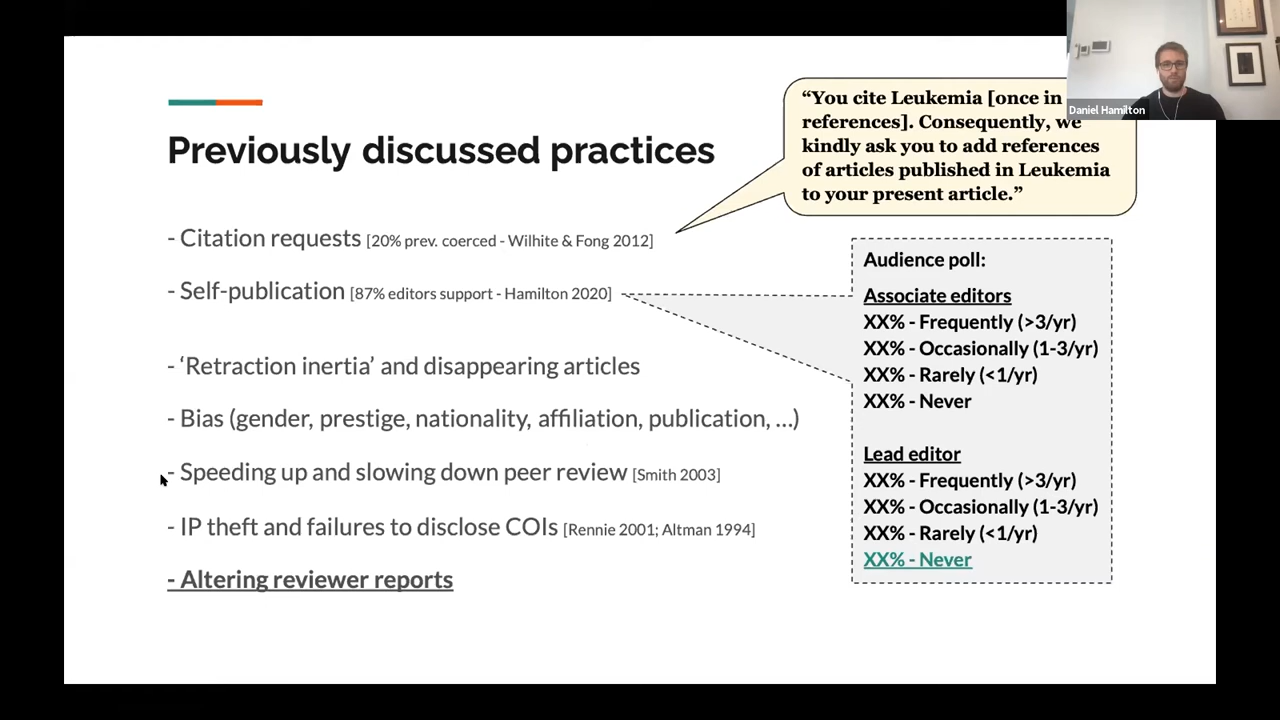 Previously discussed practices
"You cite Leukemia [once in
references]. Consequently, we
kindly ask you to add references
of articles published in Leukemia
to your present article."
Daniel Hamilton
- Citation requests [20% prev. coerced - Wilhite & Fong 2012]
- Self-publication [87% editors support - Hamilton 2020]
- ‘Retraction inertia’ and disappearing articles
- Bias (gender, prestige, nationality, affiliation, publication, ...)
- Speeding up and slowing down peer review [Smith 2003]
- IP theft and failures to disclose COIs [Rennie 2001; Altman 1994]
- Altering reviewer reports
Audience poll:
Associate editors
XX% - Frequently (>3/yr)
XX% - Occasionally (1-3/yr)
XX% - Rarely (<1/yr)
XX% - Never
Lead editor
XX% - Frequently (>3/yr)
XX% - Occasionally (1-3/yr)
XX% - Rarely (<1/yr)
XX% - Never